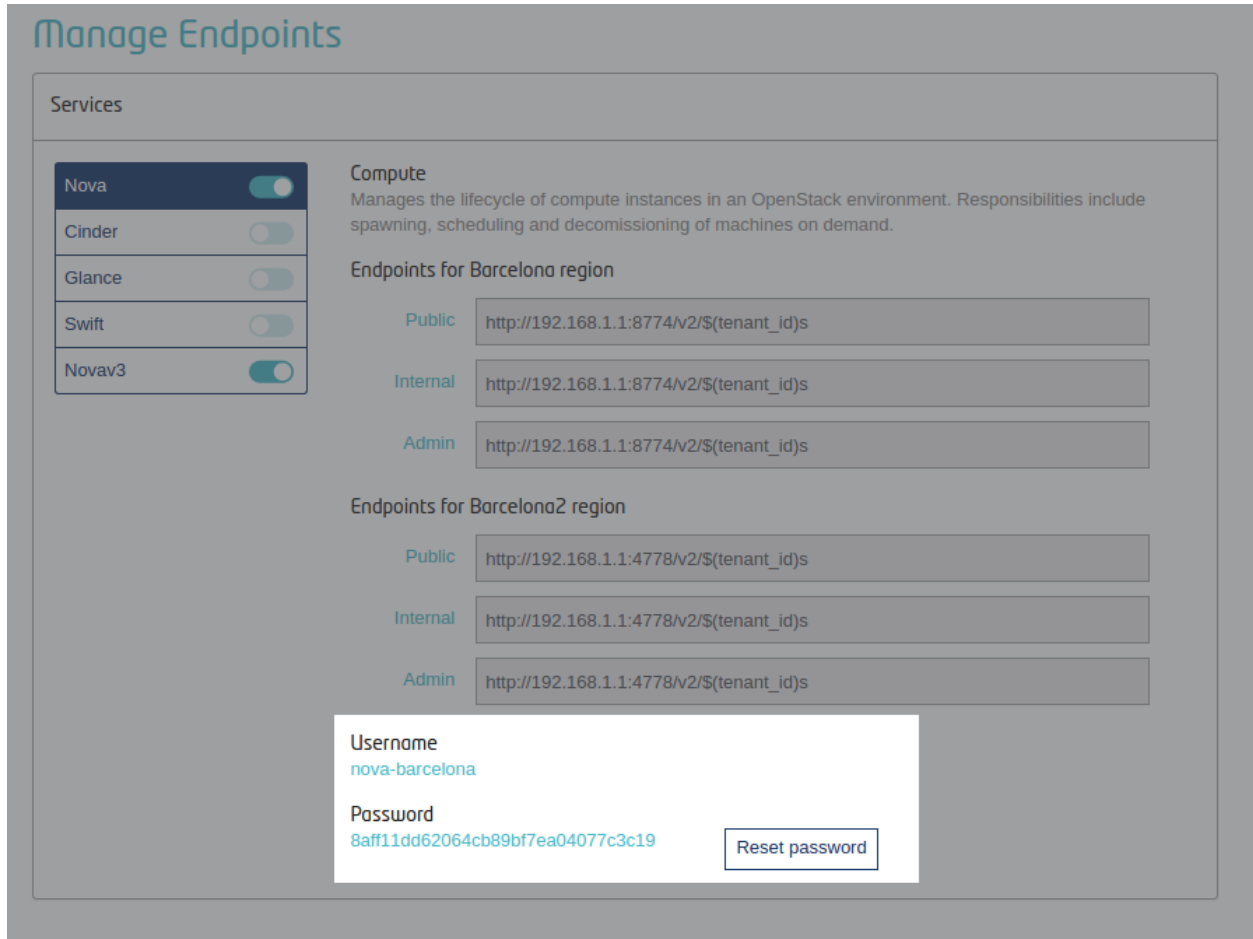 Manage Endpoints
Services
Nova
Cinder
Glance
Swift
Novav3
Compute
Manages the lifecycle of compute instances in an OpenStack environment. Responsibilities include
spawning, scheduling and decomissioning of machines on demand.
Endpoints for Barcelona region
Public http://192.168.1.1:8774/v2/$(tenant_id)s
Internal http://192.168.1.1:8774/v2/$(tenant_id)s
Admin http://192.168.1.1:8774/v2/$(tenant_id)s
Endpoints for Barcelona2 region
Public http://192.168.1.1:4778/v2/$(tenant_id)s
Internal http://192.168.1.1:4778/v2/$(tenant_id)s
Admin http://192.168.1.1:4778/v2/$(tenant_id)s
Username
nova-barcelona
Password
8aff11dd62064cb89bf7ea04077c3c19
Reset password